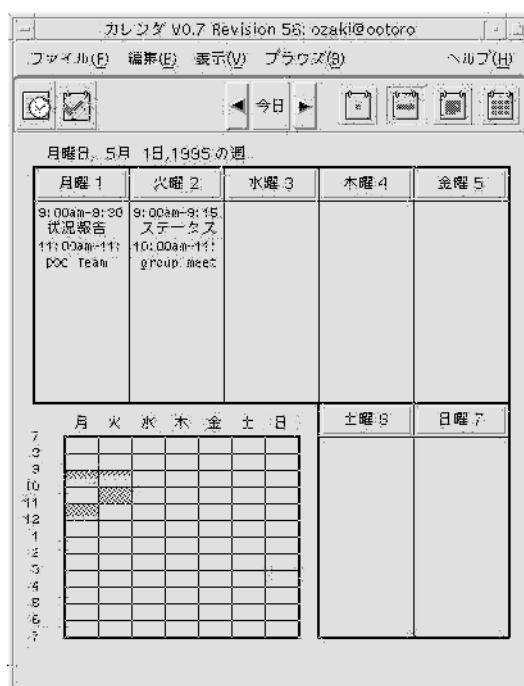 カレンダ V0.7 Revision 56: ozaki@ootoro
ファイル(F) 編集(E) 表示(V) ブラウズ(B) ヘルプ(H)
今日
月曜日, 5月 1日,1995 の週
月曜 1 火曜 2 水曜 3 木曜 4 金曜 5
9:00am-9:30 9:00am-9:15
状況報告 ステータス
11:00am-11: 10:00am-11:
DOC Team group meet
土曜 6 日曜 7
月 火 水 木 金 土 日
7
8
9
10
11
12
1
2
3
4
5
6
7